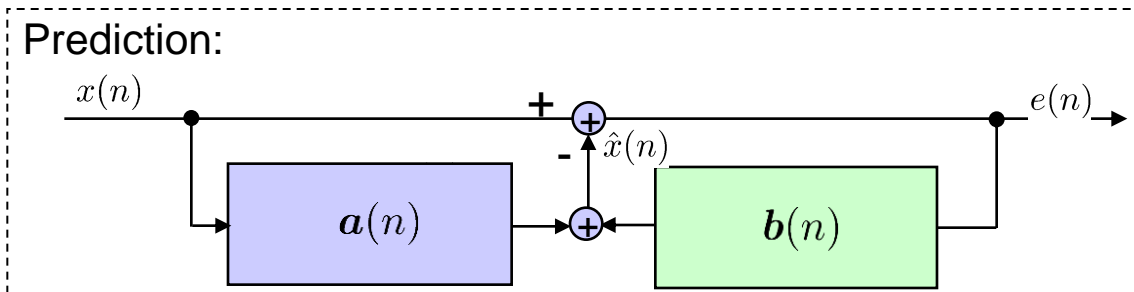 Prediction:
x(n)
+
+
e(n)
-
x̂(n)
a(n)
+
b(n)